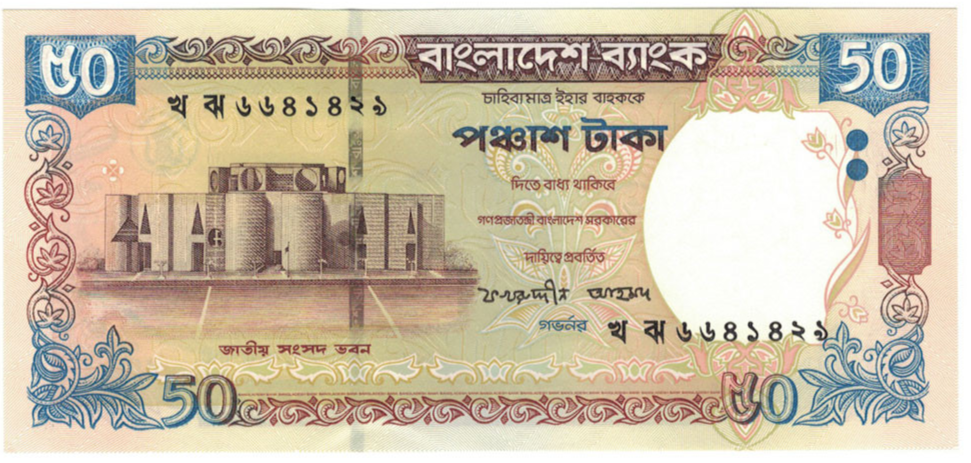 ৫০
বাংলাদেশ ব্যাংক
50
খ ঝ ৬৬৪১৪২৯
চাহিবামাত্র ইহার বাহককে
পঞ্চাশ টাকা
দিতে বাধ্য থাকিবে
গণপ্রজাতন্ত্রী বাংলাদেশ সরকারের
দায়িত্বে প্রবর্তিত
ফখরুদ্দীন আহমদ
গভর্নর
খ ঝ ৬৬৪১৪২৯
জাতীয় সংসদ ভবন
50
৫০